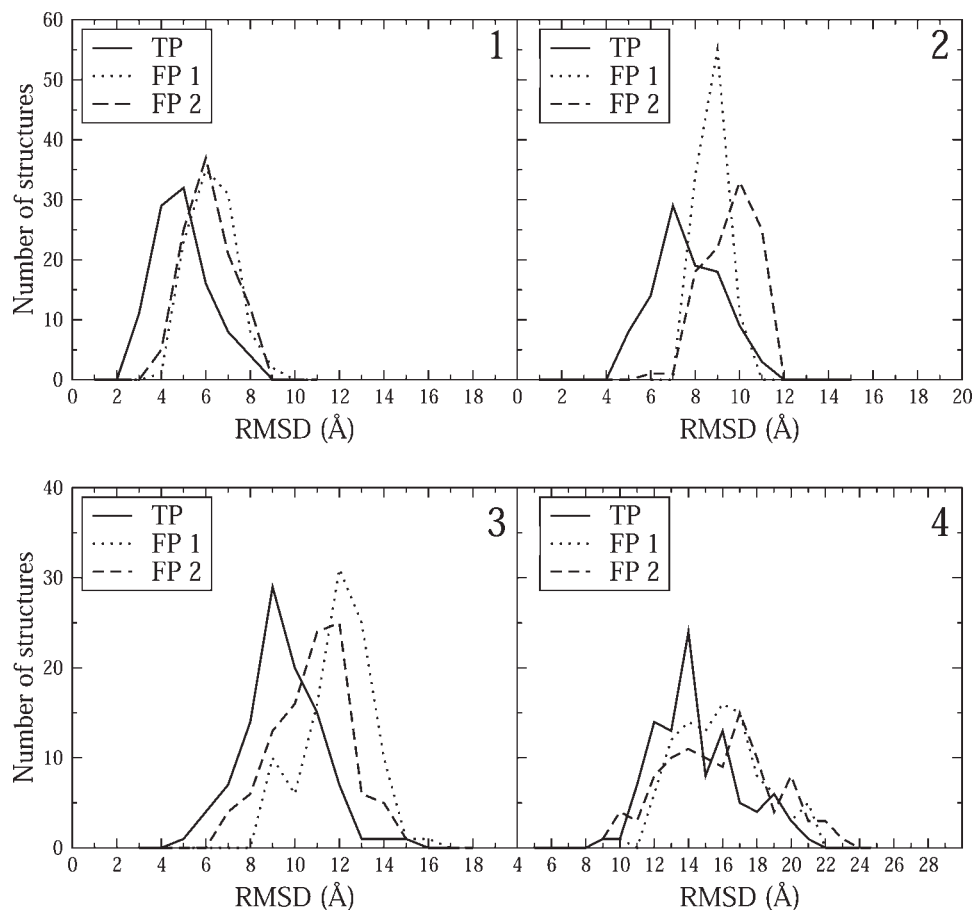 60
50
40
30
20
10
0
Number of structures
TP
FP 1
FP 2
1
2 4 6 8 10 12 14 16 18
RMSD (Å)
TP
FP 1
FP 2
2
0 2 4 6 8 10 12 14 16 18 20
RMSD (Å)
40
30
20
10
0
Number of structures
TP
FP 1
FP 2
3
0 2 4 6 8 10 12 14 16 18
RMSD (Å)
TP
FP 1
FP 2
4
4 6 8 10 12 14 16 18 20 22 24 26 28
RMSD (Å)